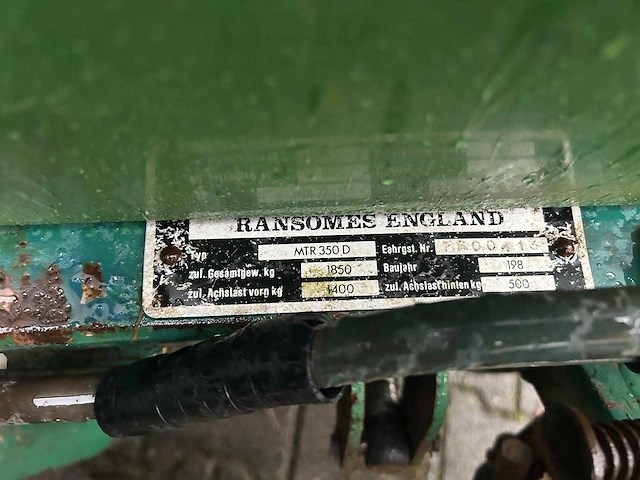 RANSOMES ENGLAND
Typ MTR 350 D Fahrgst. Nr.
zul. Gesamtgew. kg 1850 Baujahr 198
zul. Achslast vorn kg 1400 zul. Achslast hinten kg 500